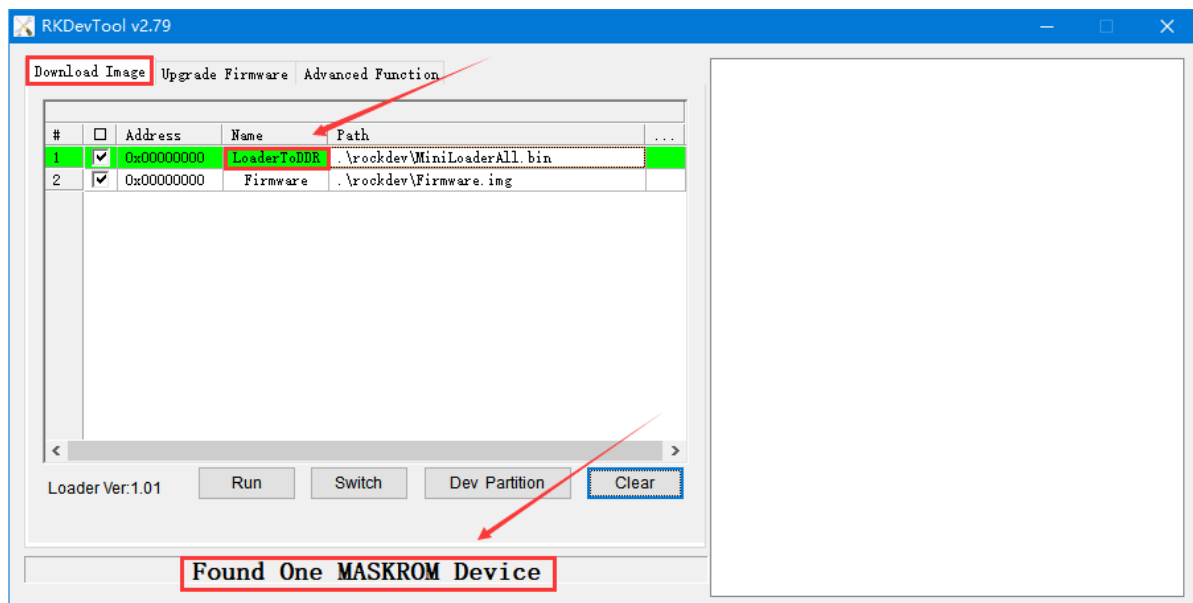 RKDevTool v2.79
Download Image Upgrade Firmware Advanced Function
# Address Name Path ...
1 0x00000000 LoaderToDDR .\rockdev\MiniLoaderAll.bin
2 0x00000000 Firmware .\rockdev\Firmware.img
Loader Ver:1.01 Run Switch Dev Partition Clear
Found One MASKROM Device